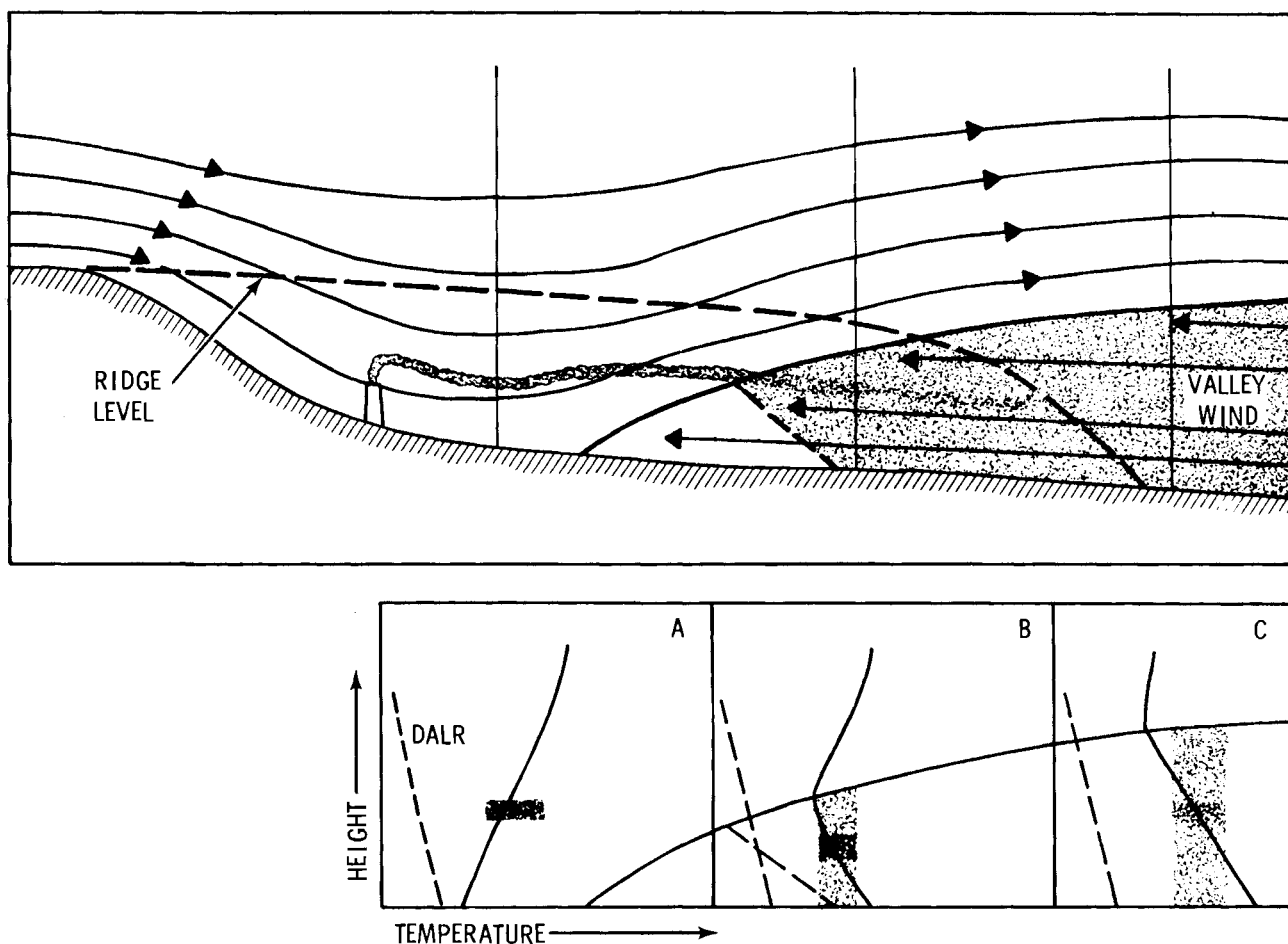 RIDGE
LEVEL
VALLEY
WIND
A
B
C
DALR
HEIGHT
TEMPERATURE